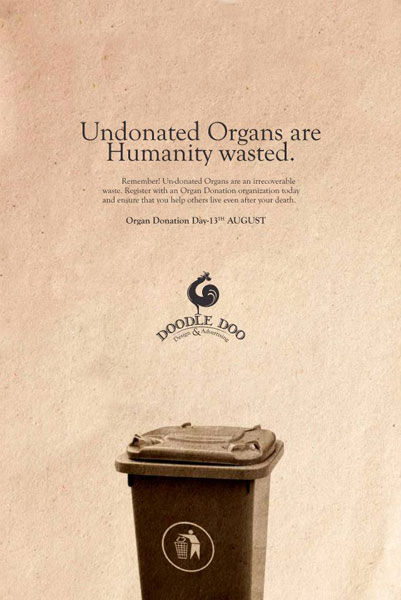 Undonated Organs are
Humanity wasted.
Remember! Un-donated Organs are an irrecoverable
waste. Register with an Organ Donation organization today
and ensure that you help others live even after your death.
Organ Donation Day-13TH AUGUST
DOODLE DOO
Design & Advertising